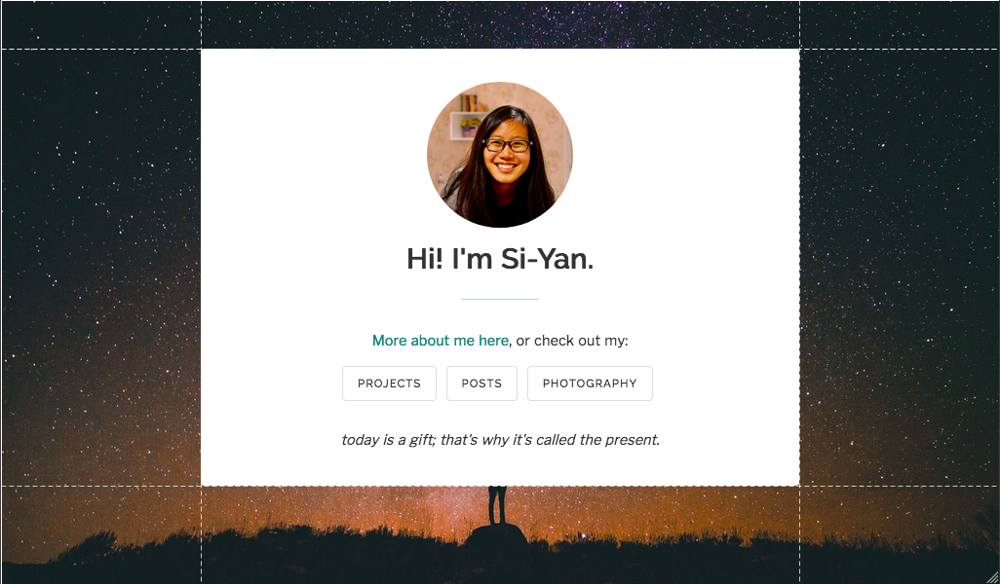 Hi! I'm Si-Yan.
More about me here, or check out my:
PROJECTS POSTS PHOTOGRAPHY
today is a gift; that's why it's called the present.